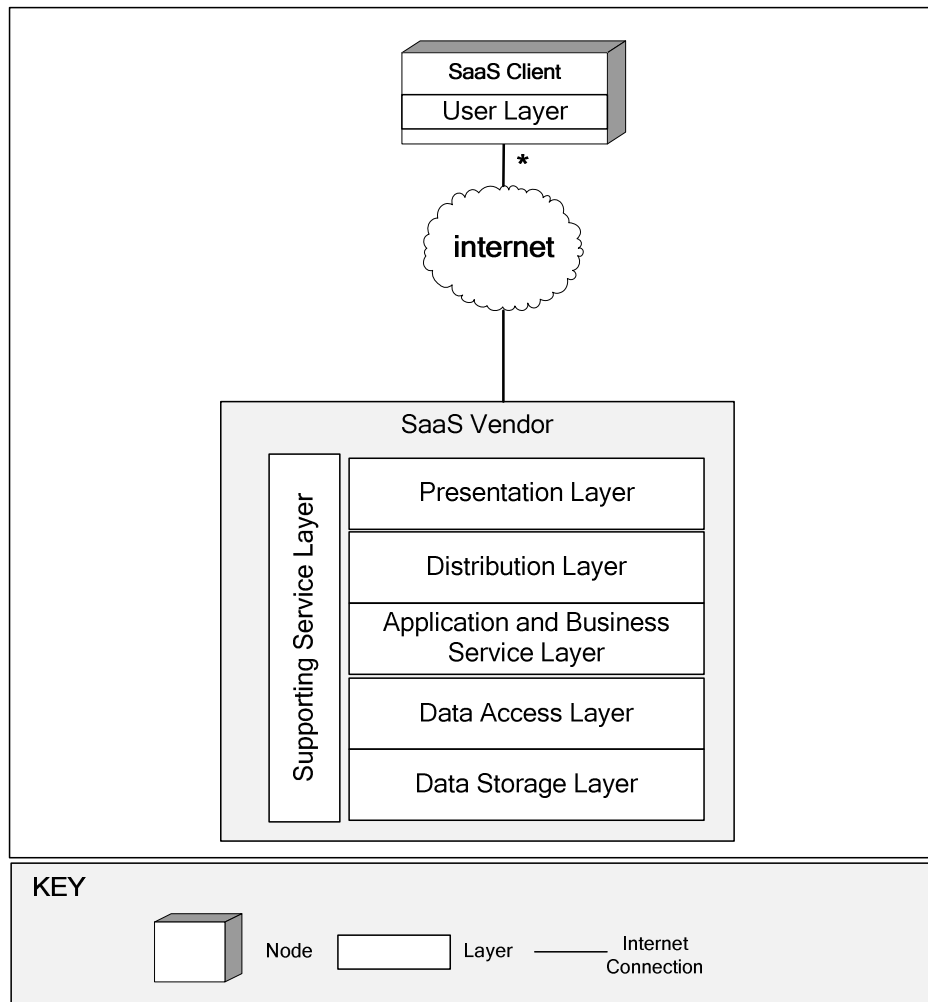 SaaS Client
User Layer
*
internet
SaaS Vendor
Supporting Service Layer
Presentation Layer
Distribution Layer
Application and Business
Service Layer
Data Access Layer
Data Storage Layer
KEY
Node
Layer
Internet
Connection